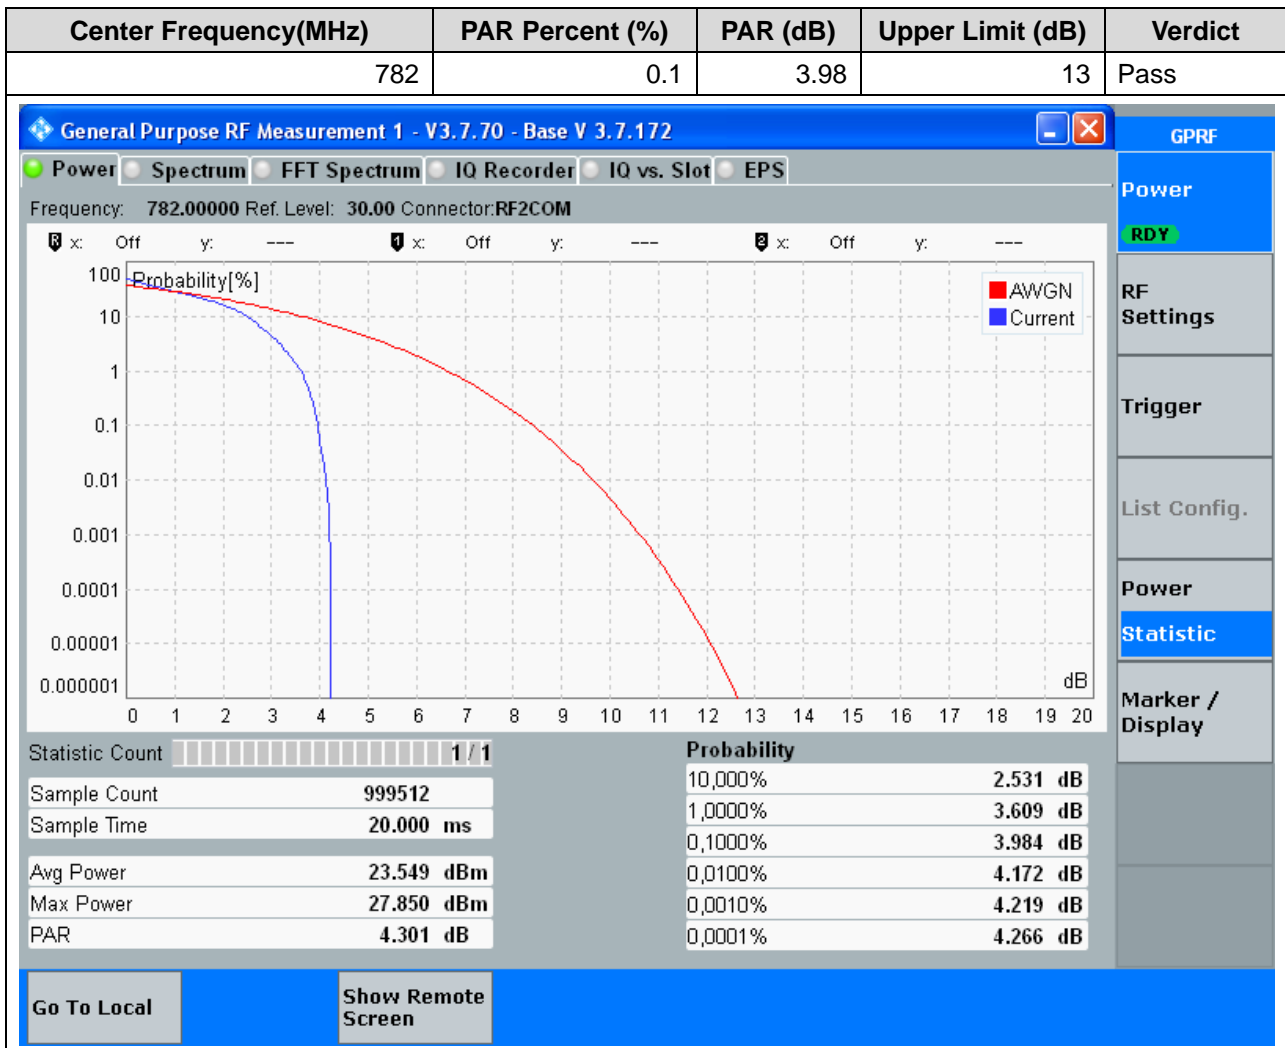 Center Frequency(MHz) PAR Percent (%) PAR (dB) Upper Limit (dB) Verdict
782 0.1 3.98 13 Pass
General Purpose RF Measurement 1 - V3.7.70 - Base V 3.7.172
GPRF
Power Spectrum FFT Spectrum IQ Recorder IQ vs. Slot EPS
Frequency: 782.00000 Ref. Level: 30.00 Connector:RF2COM
R x: Off y: --- 1 x: Off y: --- 2 x: Off y: ---
Probability[%]
AWGN
Current
100
10
1
0.1
0.01
0.001
0.0001
0.00001
0.000001
dB
0 1 2 3 4 5 6 7 8 9 10 11 12 13 14 15 16 17 18 19 20
Statistic Count 1 / 1
Sample Count 999512
Sample Time 20.000 ms
Avg Power 23.549 dBm
Max Power 27.850 dBm
PAR 4.301 dB
Probability
10,000% 2.531 dB
1,0000% 3.609 dB
0,1000% 3.984 dB
0,0100% 4.172 dB
0,0010% 4.219 dB
0,0001% 4.266 dB
Power
RDY
RF
Settings
Trigger
List Config.
Power
Statistic
Marker /
Display
Go To Local
Show Remote
Screen